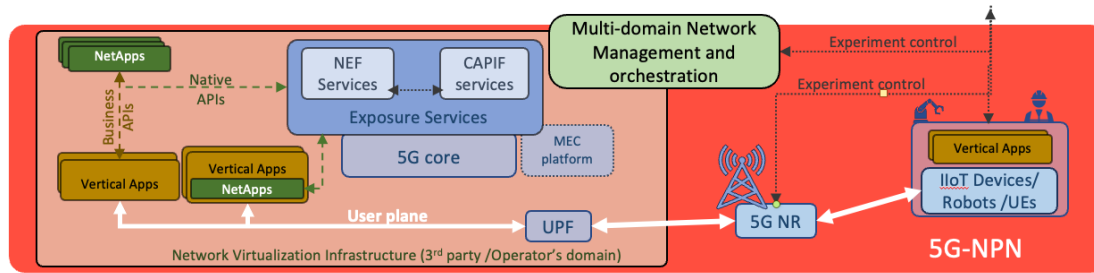 Multi-domain Network
Management and
orchestration
Experiment control
Experiment control
NetApps
Native
APIs
NEF
Services
CAPIF
services
Exposure Services
Business
APIs
5G core
MEC
platform
Vertical Apps
Vertical Apps
NetApps
Vertical Apps
IIoT Devices/
Robots /UEs
User plane
UPF
5G NR
Network Virtualization Infrastructure (3rd party /Operator's domain)
5G-NPN